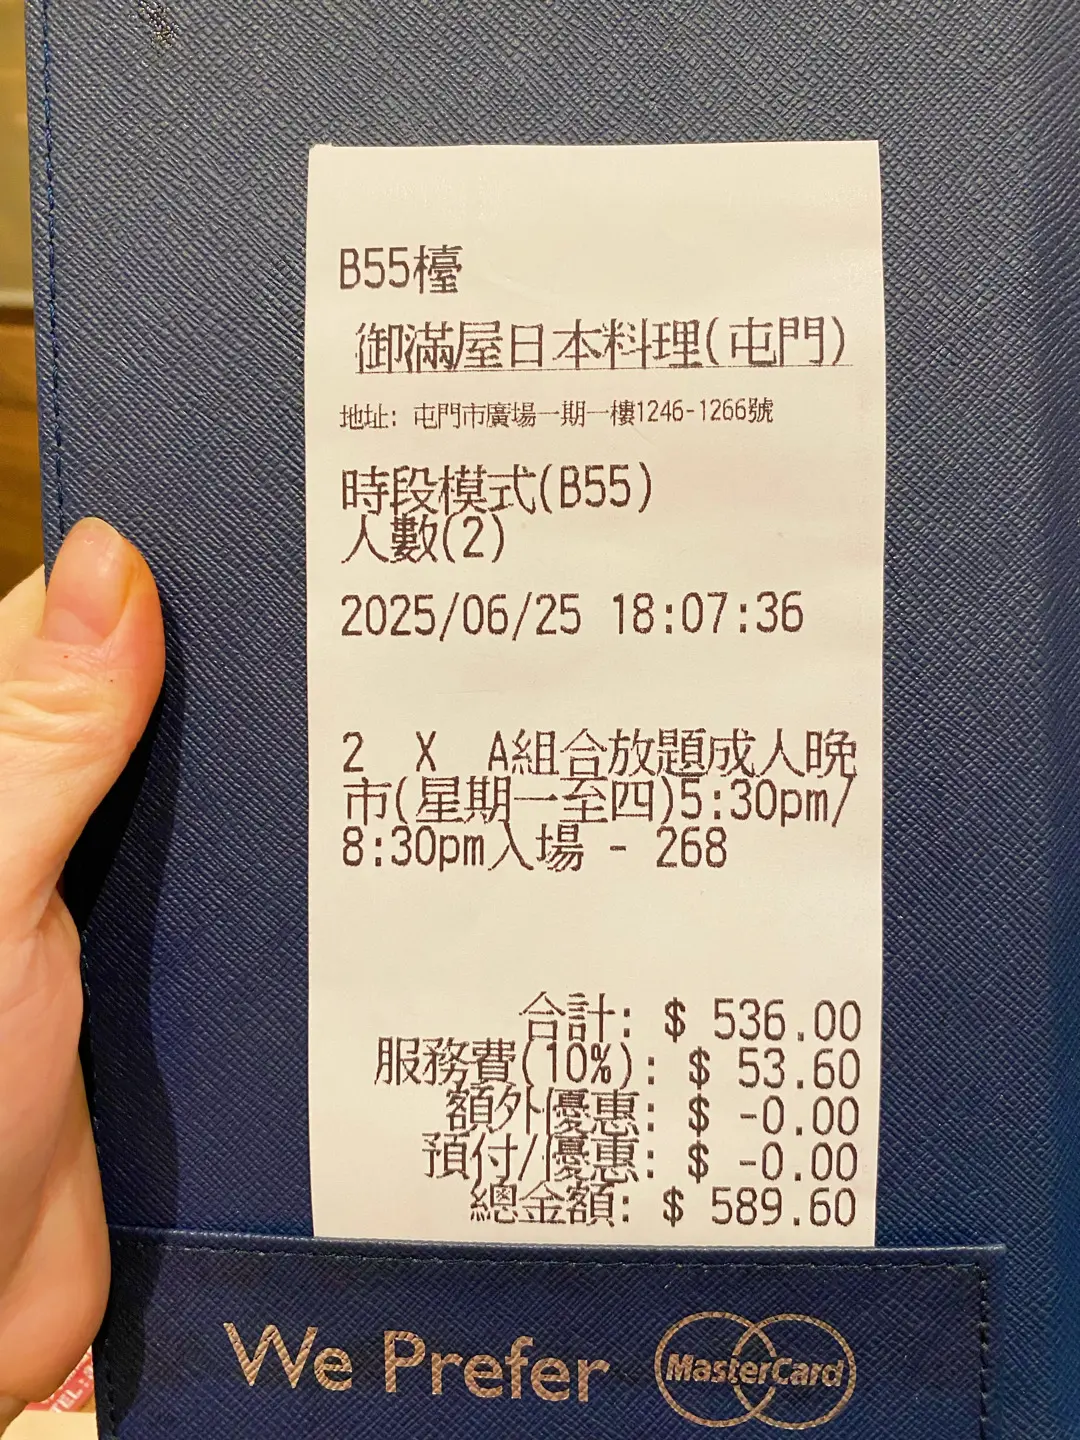 B55檯
御滿屋日本料理(屯門)
地址: 屯門市廣場一期一樓1246-1266號
時段模式(B55)
人數(2)
2025/06/25 18:07:36
2 X A組合放題成人晚
市(星期一至四)5:30pm/
8:30pm入場 - 268
合計: $ 536.00
服務費(10%): $ 53.60
額外優惠: $ -0.00
預付/優惠: $ -0.00
總金額: $ 589.60
We Prefer MasterCard
TEL: